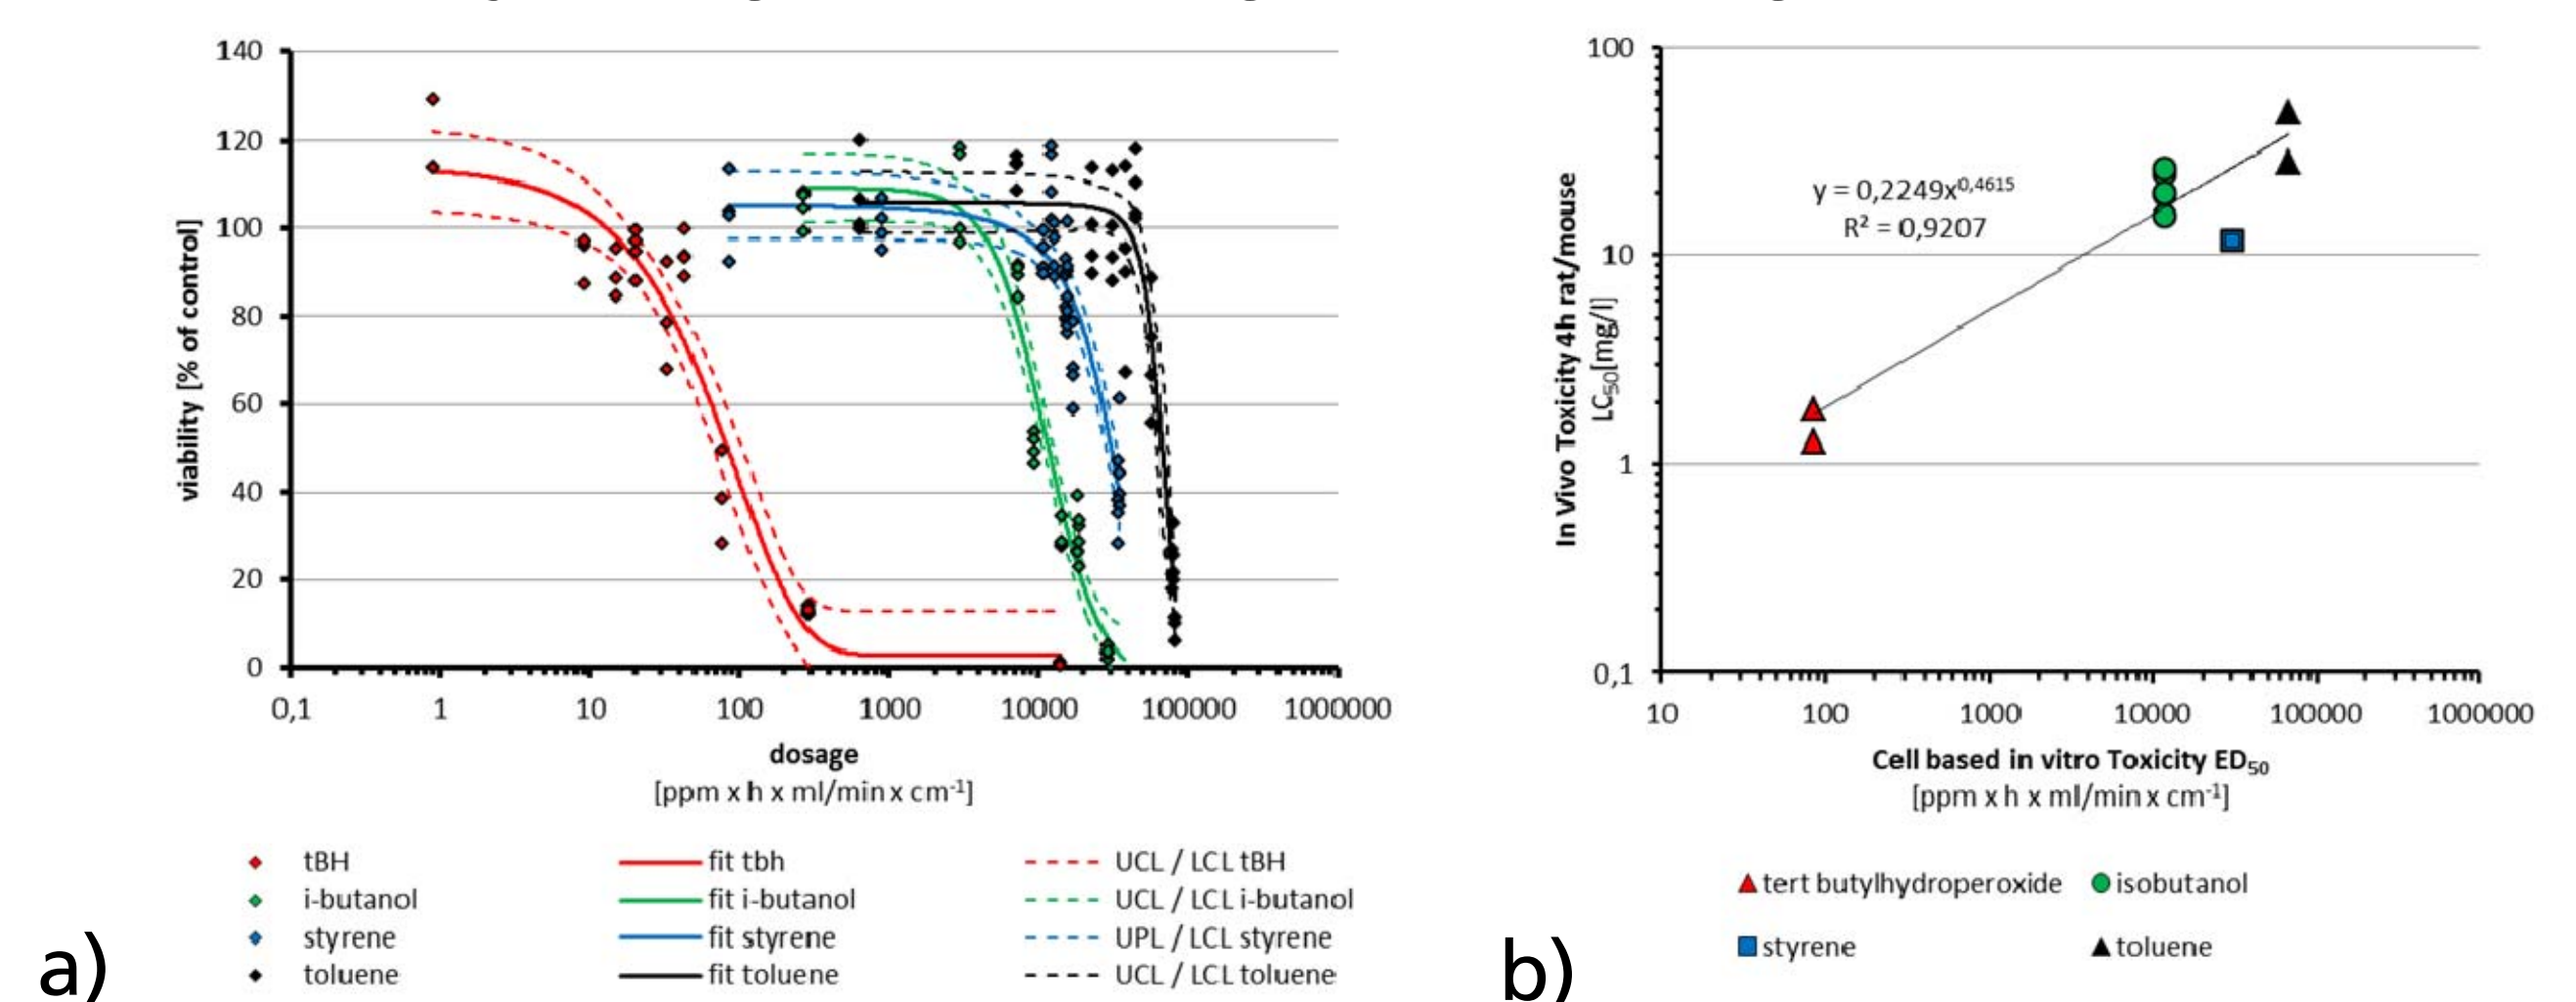 140
120
100
80
60
40
20
0
viability [% of control]
0,1 1 10 100 1000 10000 100000 1000000
dosage
[ppm x h x ml/min x cm-1]
tBH fit tbh UCL / LCL tBH
i-butanol fit i-butanol UCL / LCL i-butanol
styrene fit styrene UPL / LCL styrene
toluene fit toluene UCL / LCL toluene
a)
100
10
1
0,1
In Vivo Toxicity 4h rat/mouse
LC50[mg/l]
y = 0,2249x0,4615
R² = 0,9207
10 100 1000 10000 100000 1000000
Cell based in vitro Toxicity ED50
[ppm x h x ml/min x cm-1]
tert butylhydroperoxide isobutanol
styrene toluene
b)